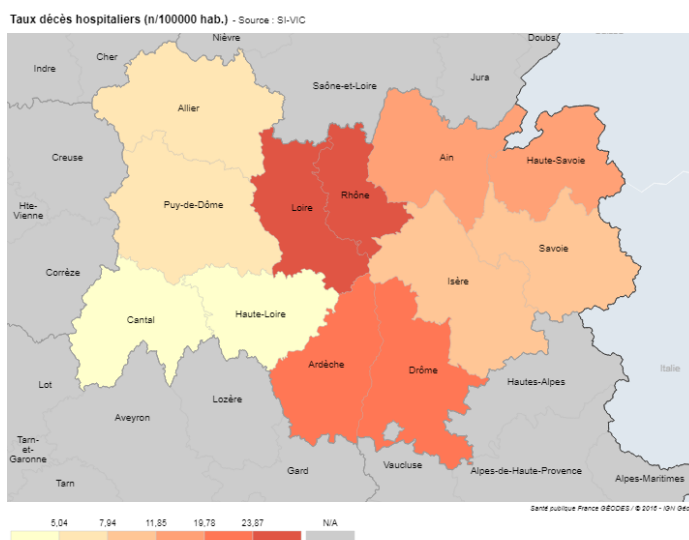 Taux décès hospitaliers (n/100000 hab.) - Source : SI-VIC
Nièvre
Doubs
Cher
Indre
Saône-et-Loire
Jura
Allier
Creuse
Ain
Haute-Savoie
Rhône
Puy-de-Dôme
Loire
Hte-
Vienne
Savoie
Corrèze
Isère
Cantal
Haute-Loire
Ardèche
Drôme
Italie
Lot
Hautes-Alpes
Lozère
Aveyron
Tarn-
et-
Garonne
Gard
Vaucluse
Alpes-de-Haute-Provence
Tarn
Alpes-Maritimes
Santé publique France GÉODES / © 2016 - IGN Géo
5,04 7,94 11,85 19,78 23,87 N/A